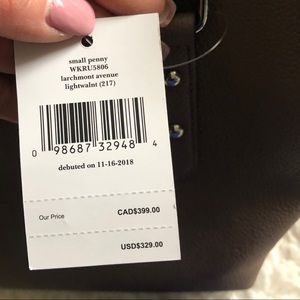 small penny
WKRU5806
larchmont avenue
lightwalnt (217)
0 98687 32948 4
debuted on 11-16-2018
Our Price CAD$399.00
USD$329.00